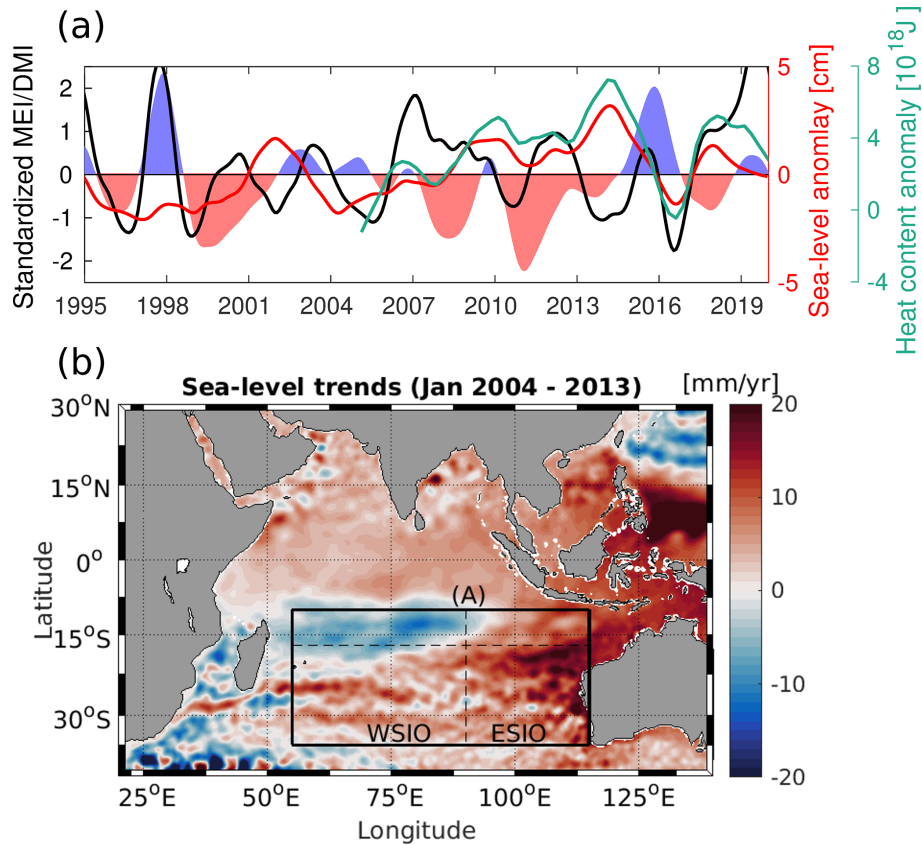 (a)
Standardized MEI/DMI
2
1
0
-1
-2
5
0
-5
Sea-level anomlay [cm]
8
4
0
-4
Heat content anomaly [10^18 J]
1995 1998 2001 2004 2007 2010 2013 2016 2019
(b)
Sea-level trends (Jan 2004 - 2013)
[mm/yr]
30°N
15°N
0°
15°S
30°S
Latitude
(A)
WSIO
ESIO
25°E 50°E 75°E 100°E 125°E
Longitude
20
10
0
-10
-20